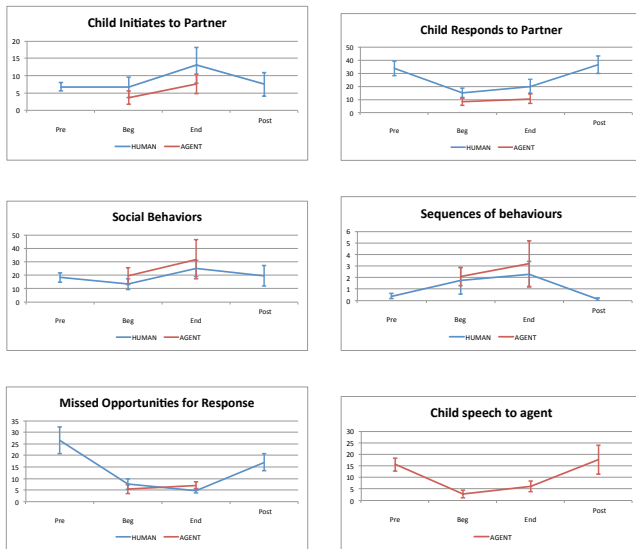 Child Initiates to Partner
20
15
10
5
0
Pre
Beg
End
Post
HUMAN AGENT
Child Responds to Partner
50
40
30
20
10
0
Pre
Beg
End
Post
HUMAN AGENT
Social Behaviors
50
40
30
20
10
0
Pre
Beg
End
Post
HUMAN AGENT
Sequences of behaviours
6
5
4
3
2
1
0
Pre
Beg
End
Post
HUMAN AGENT
Missed Opportunities for Response
35
30
25
20
15
10
5
0
Pre
Beg
End
Post
HUMAN AGENT
Child speech to agent
30
25
20
15
10
5
0
Pre
Beg
End
Post
AGENT